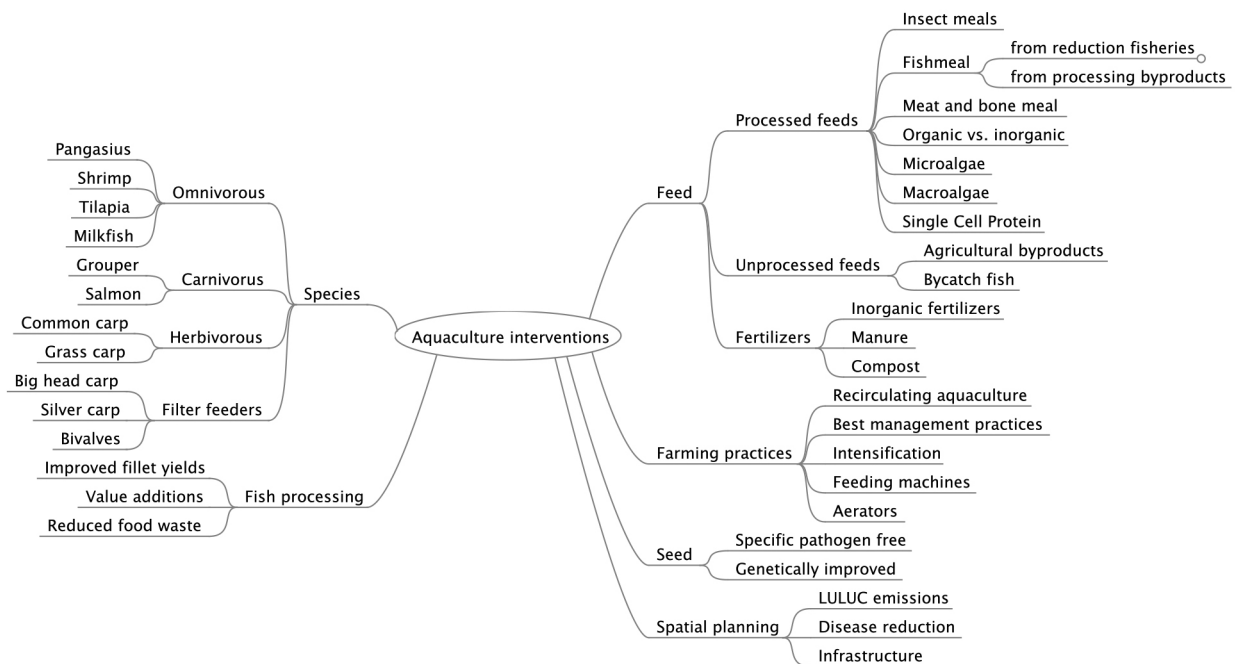 Aquaculture interventions
Species
Omnivorous
Pangasius
Shrimp
Tilapia
Milkfish
Carnivorus
Grouper
Salmon
Herbivorous
Common carp
Grass carp
Filter feeders
Big head carp
Silver carp
Bivalves
Fish processing
Improved fillet yields
Value additions
Reduced food waste
Feed
Processed feeds
Insect meals
Fishmeal
from reduction fisheries
from processing byproducts
Meat and bone meal
Organic vs. inorganic
Microalgae
Macroalgae
Single Cell Protein
Unprocessed feeds
Agricultural byproducts
Bycatch fish
Fertilizers
Inorganic fertilizers
Manure
Compost
Farming practices
Recirculating aquaculture
Best management practices
Intensification
Feeding machines
Aerators
Seed
Specific pathogen free
Genetically improved
Spatial planning
LULUC emissions
Disease reduction
Infrastructure